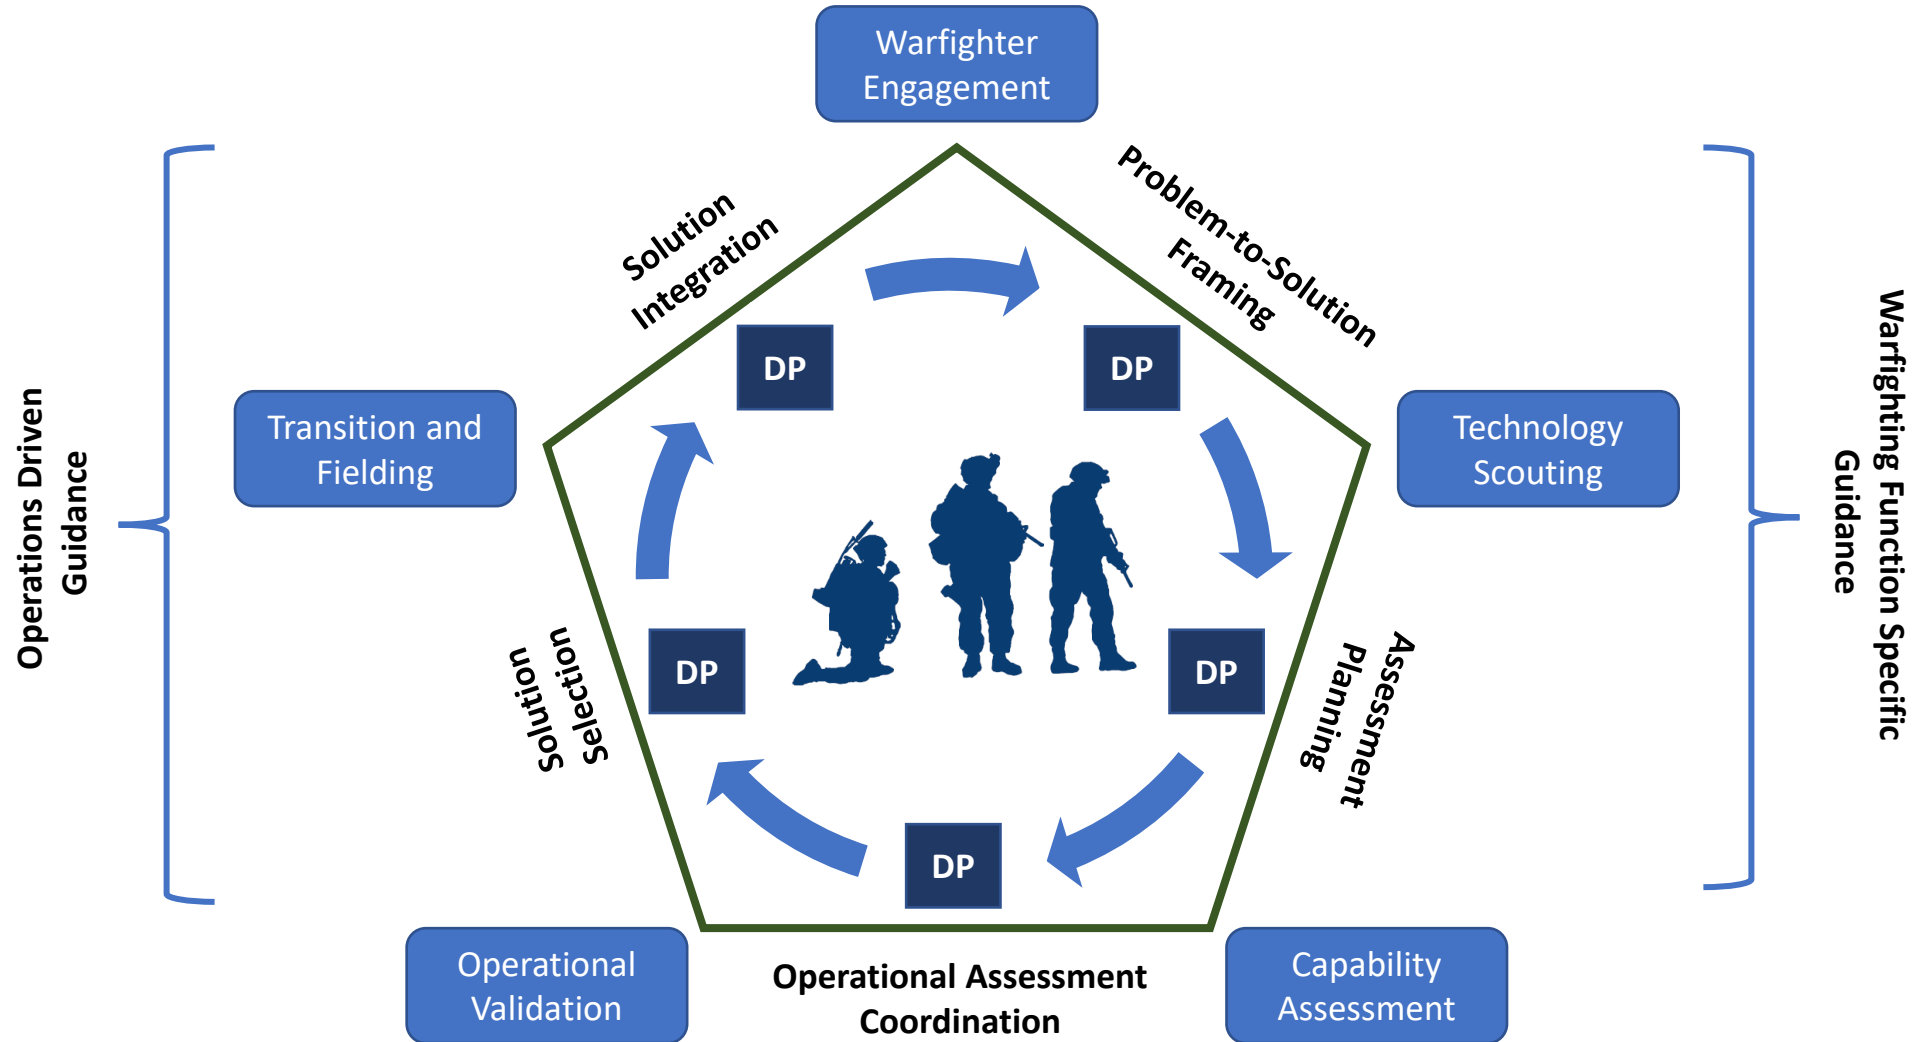 Warfighter
Engagement
Solution
Integration
Problem-to-Solution
Framing
DP
DP
Operations Driven
Guidance
Transition and
Fielding
Technology
Scouting
Warfighting Function Specific
Guidance
Solution
Selection
DP
DP
Assessment
Planning
DP
Operational
Validation
Operational Assessment
Coordination
Capability
Assessment